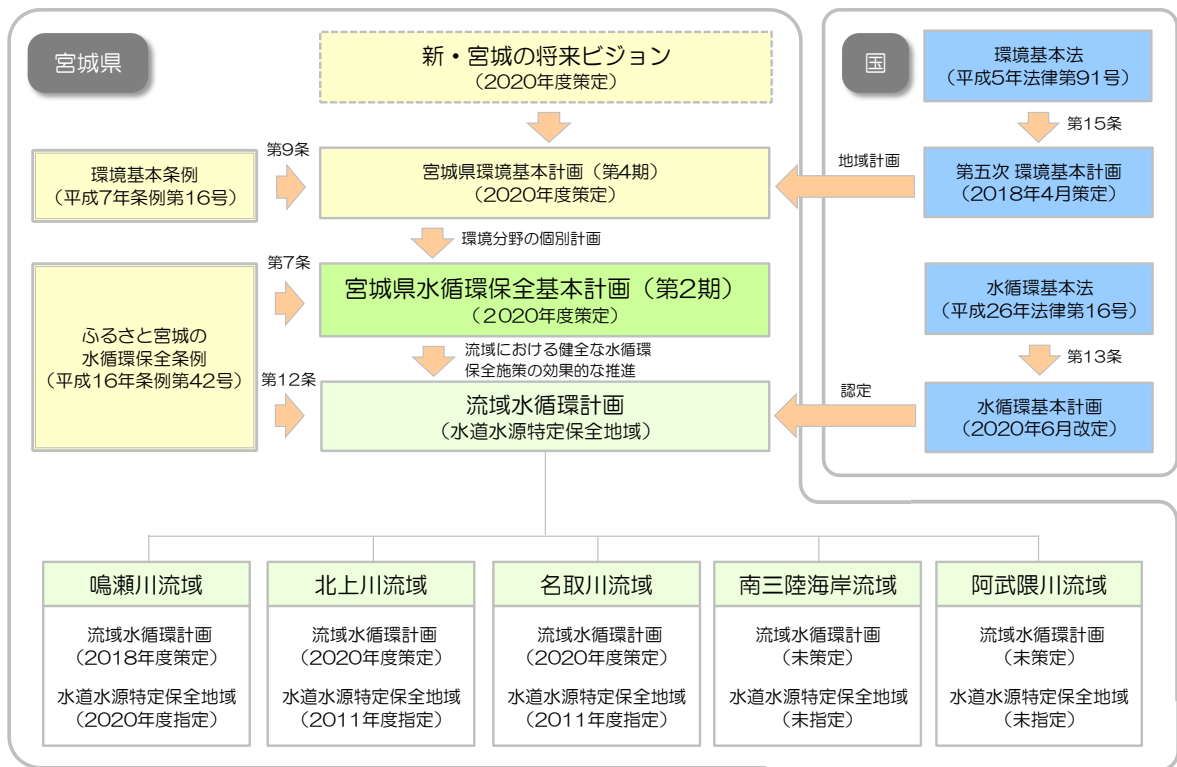 宮城県
新・宮城の将来ビジョン
(2020年度策定)
国
環境基本法
(平成5年法律第91号)
第15条
第9条
環境基本条例
(平成7年条例第16号)
宮城県環境基本計画(第4期)
(2020年度策定)
地域計画
第五次 環境基本計画
(2018年4月策定)
環境分野の個別計画
第7条
宮城県水循環保全基本計画(第2期)
(2020年度策定)
水循環基本法
(平成26年法律第16号)
ふるさと宮城の
水循環保全条例
(平成16年条例第42号)
流域における健全な水循環
保全施策の効果的な推進
第13条
第12条
流域水循環計画
(水道水源特定保全地域)
認定
水循環基本計画
(2020年6月改定)
鳴瀬川流域
流域水循環計画
(2018年度策定)
水道水源特定保全地域
(2020年度指定)
北上川流域
流域水循環計画
(2020年度策定)
水道水源特定保全地域
(2011年度指定)
名取川流域
流域水循環計画
(2020年度策定)
水道水源特定保全地域
(2011年度指定)
南三陸海岸流域
流域水循環計画
(未策定)
水道水源特定保全地域
(未指定)
阿武隈川流域
流域水循環計画
(未策定)
水道水源特定保全地域
(未指定)